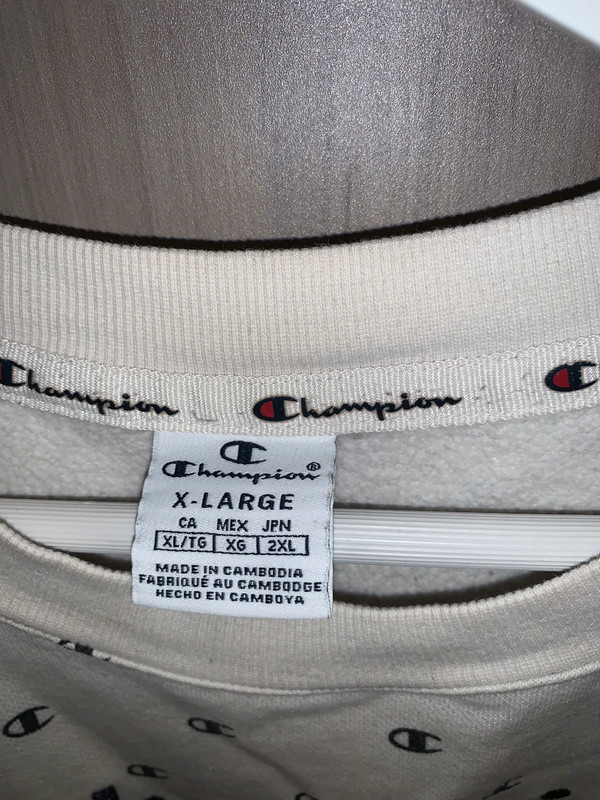 Champion Champion
Champion®
X-LARGE
CA MEX JPN
XL/TG XG 2XL
MADE IN CAMBODIA
FABRIQUÉ AU CAMBODGE
HECHO EN CAMBOYA